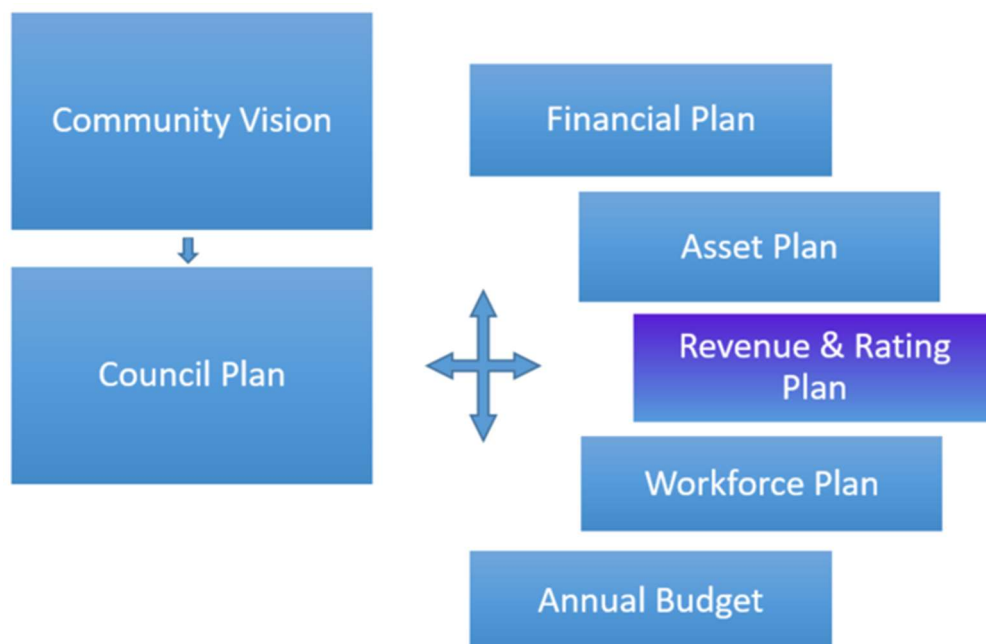 Community Vision
Council Plan
Financial Plan
Asset Plan
Revenue & Rating
Plan
Workforce Plan
Annual Budget